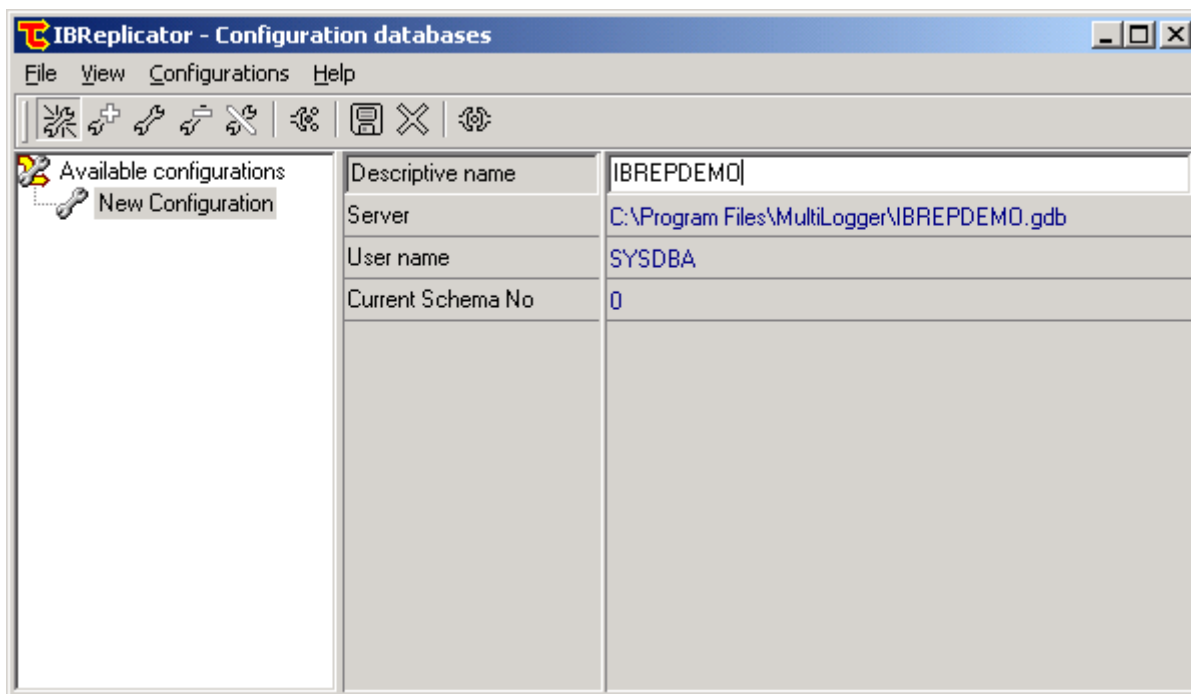 IBReplicator - Configuration databases
File View Configurations Help
Available configurations
New Configuration
Descriptive name IBREPDEMO
Server C:\Program Files\MultiLogger\IBREPDEMO.gdb
User name SYSDBA
Current Schema No 0